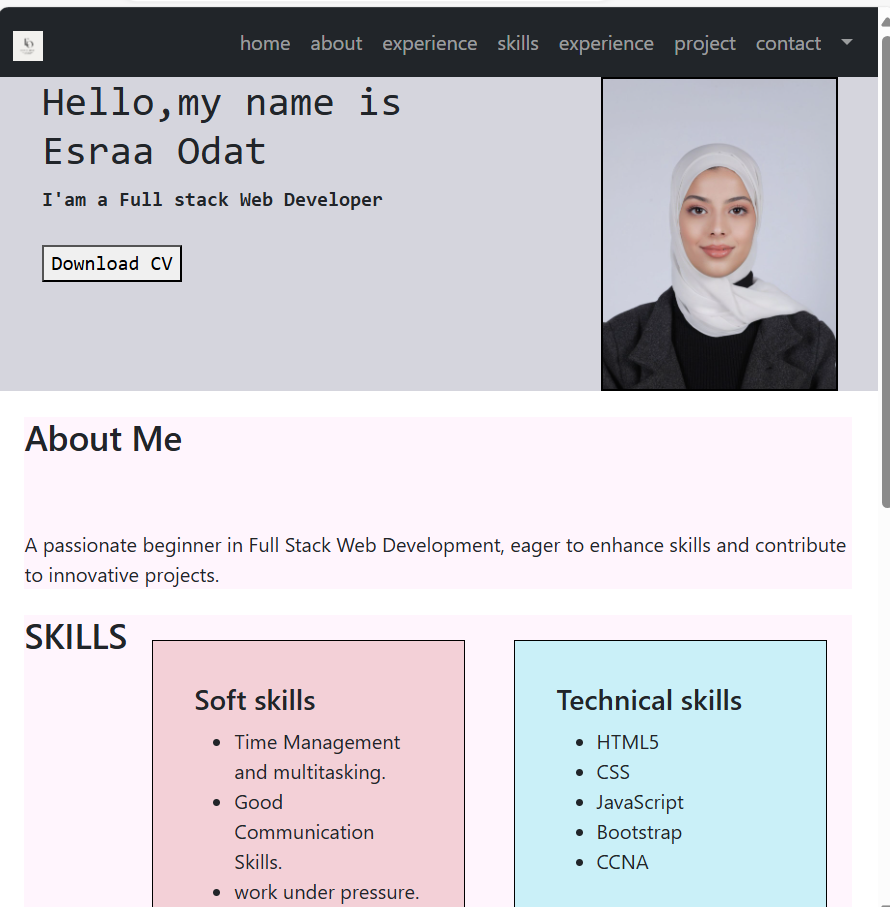 home about experience skills experience project contact
Hello,my name is
Esraa Odat
I'am a Full stack Web Developer
Download CV
About Me
A passionate beginner in Full Stack Web Development, eager to enhance skills and contribute
to innovative projects.
SKILLS
Soft skills
Time Management
and multitasking.
Good
Communication
Skills.
work under pressure.
Technical skills
HTML5
CSS
JavaScript
Bootstrap
CCNA